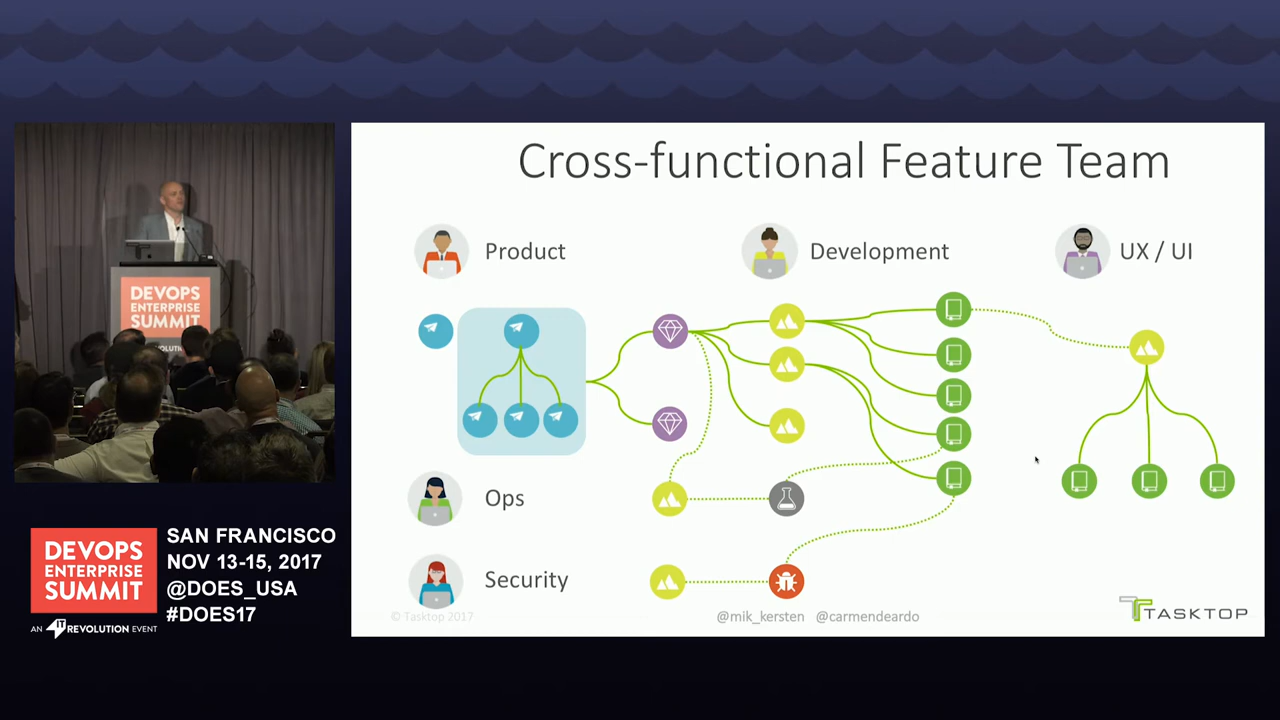 Cross-functional Feature Team
Product
Development
UX / UI
Ops
Security
© Tasktop 2017
@mik_kersten @carmendeardo
TASKTOP
DEVOPS
ENTERPRISE
SUMMIT
DEVOPS
ENTERPRISE
SUMMIT
AN IT REVOLUTION EVENT
SAN FRANCISCO
NOV 13-15, 2017
@DOES_USA
#DOES17